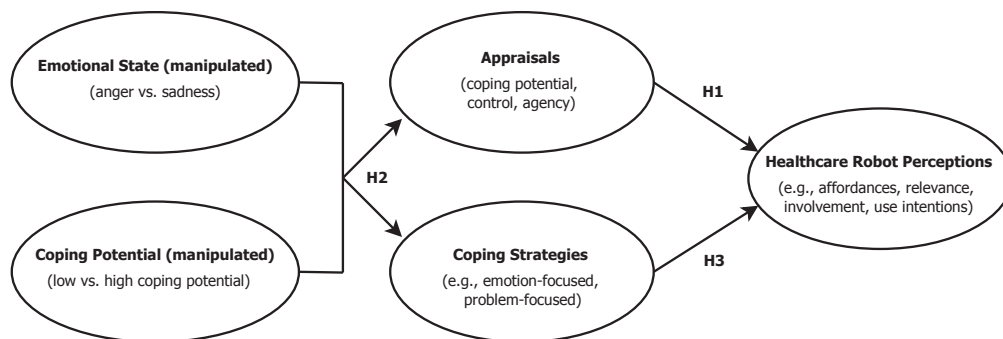 Emotional State (manipulated)
(anger vs. sadness)
Appraisals
(coping potential,
control, agency)
H1
H2
Healthcare Robot Perceptions
(e.g., affordances, relevance,
involvement, use intentions)
Coping Potential (manipulated)
(low vs. high coping potential)
Coping Strategies
(e.g., emotion-focused,
problem-focused)
H3